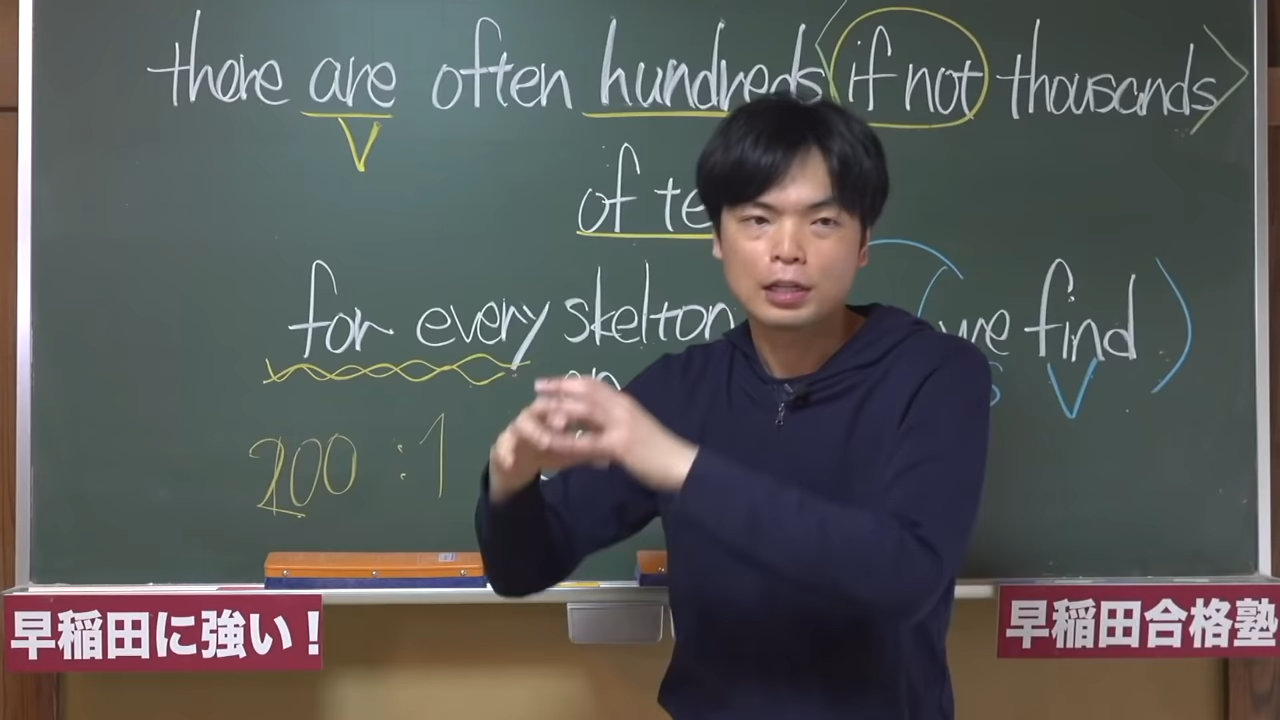 there are often hundreds 〈if not thousands〉
V
of te
for every skelton (we find)
on S V
200 : 1
早稲田に強い！
早稲田合格塾